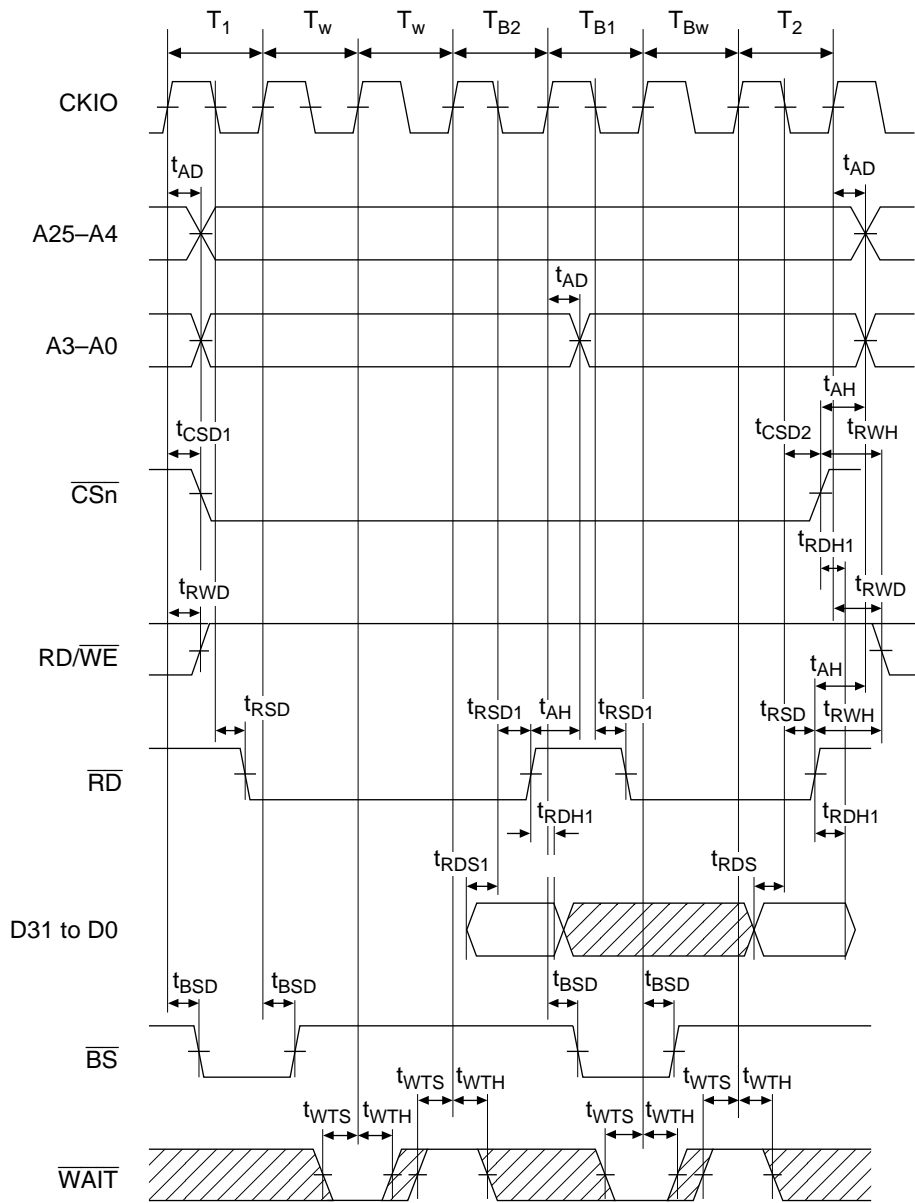 T1 Tw Tw TB2 TB1 TBw T2
CKIO
tAD tAD
A25–A4
tAD
A3–A0
tAH
tCSD1 tCSD2 tRWH
CSn
tRDH1
tRWD tRWD
RD/WE
tAH
tRSD tRSD1 tAH tRSD1 tRSD tRWH
RD
tRDH1 tRDH1
tRDS1 tRDS
D31 to D0
tBSD tBSD tBSD tBSD
BS
tWTS tWTH tWTS tWTH
tWTS tWTH tWTS tWTH
WAIT